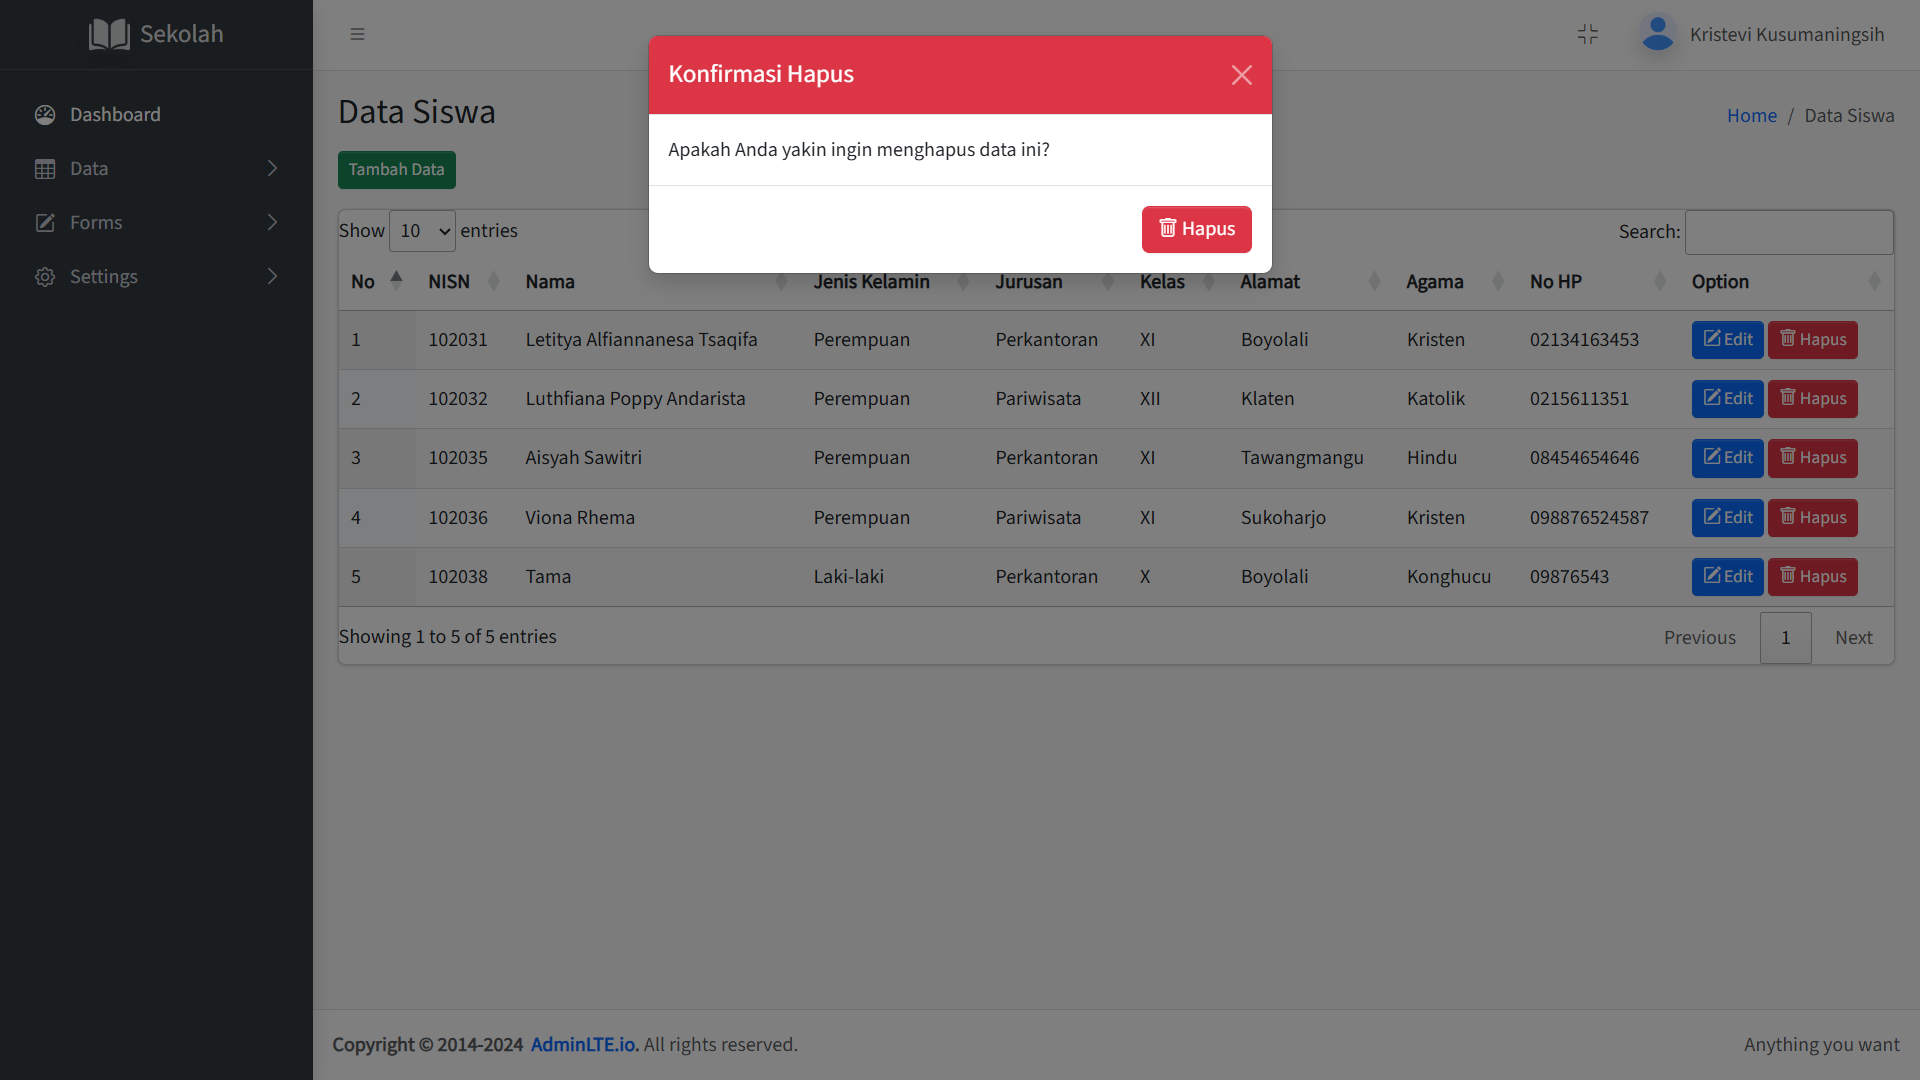 Sekolah
Kristevi Kusumaningsih
Dashboard
Data
Forms
Settings
Konfirmasi Hapus
Apakah Anda yakin ingin menghapus data ini?
Hapus
Data Siswa
Home / Data Siswa
Tambah Data
Show 10 entries
Search:
No NISN Nama Jenis Kelamin Jurusan Kelas Alamat Agama No HP Option
1 102031 Letitya Alfiannanesa Tsaqifa Perempuan Perkantoran XI Boyolali Kristen 02134163453 Edit Hapus
2 102032 Luthfiana Poppy Andarista Perempuan Pariwisata XII Klaten Katolik 0215611351 Edit Hapus
3 102035 Aisyah Sawitri Perempuan Perkantoran XI Tawangmangu Hindu 08454654646 Edit Hapus
4 102036 Viona Rhema Perempuan Pariwisata XI Sukoharjo Kristen 098876524587 Edit Hapus
5 102038 Tama Laki-laki Perkantoran X Boyolali Konghucu 09876543 Edit Hapus
Showing 1 to 5 of 5 entries
Previous 1 Next
Copyright © 2014-2024 AdminLTE.io. All rights reserved.
Anything you want